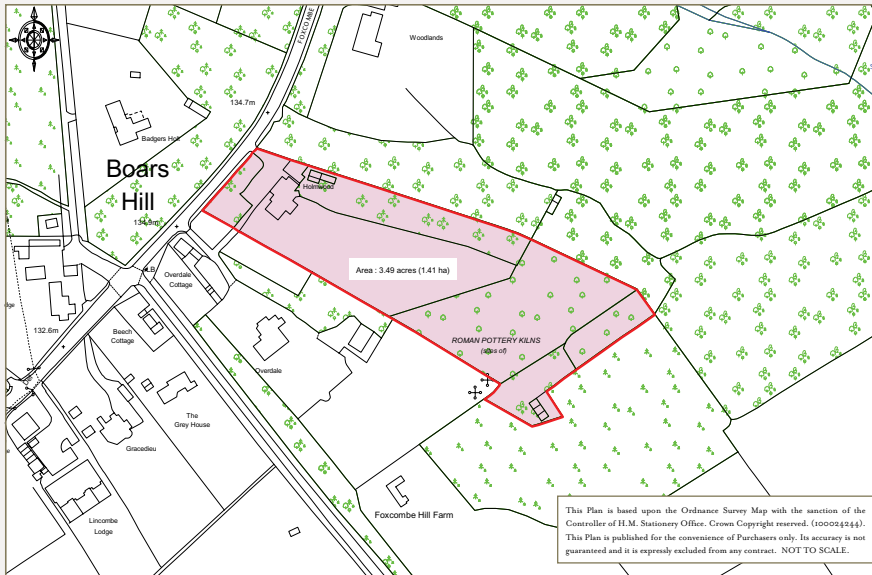 FOXCOMBE
Woodlands
134.7m
Badgers Holt
Boars
Hill
134.9m
Holmwood
LB
Overdale
Cottage
Area : 3.49 acres (1.41 ha)
132.6m
Beech
Cottage
ROMAN POTTERY KILNS
(sites of)
Overdale
The
Grey House
Gracedieu
Lincombe
Lodge
Foxcombe Hill Farm
This Plan is based upon the Ordnance Survey Map with the sanction of the
Controller of H.M. Stationery Office. Crown Copyright reserved. (100024244).
This Plan is published for the convenience of Purchasers only. Its accuracy is not
guaranteed and it is expressly excluded from any contract. NOT TO SCALE.